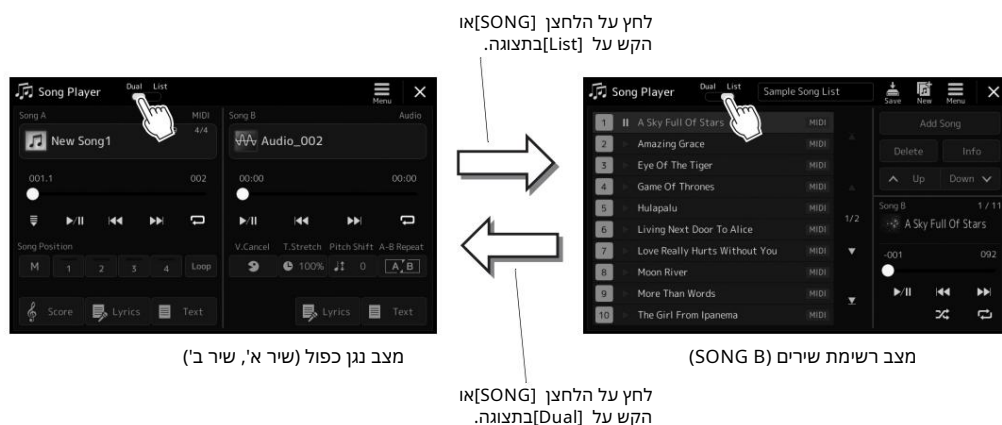 לחץ על הלחצן [SONG]או
הקש על [List]בתצוגה.
Song Player
Dual List
Menu
Song A MIDI
4/4
New Song1
001.1 002
Song Position
M 1 2 3 4 Loop
Score Lyrics Text
Song B Audio
Audio_002
00:00 00:00
V.Cancel T.Stretch Pitch Shift A-B Repeat
100% 0 A B
Lyrics Text
מצב נגן כפול (שיר א', שיר ב')
Song Player
Dual List
Sample Song List
Save New Menu
1 A Sky Full Of Stars MIDI
2 Amazing Grace MIDI
3 Eye Of The Tiger MIDI
4 Game Of Thrones MIDI
5 Hulapalu MIDI
6 Living Next Door To Alice MIDI
7 Love Really Hurts Without You MIDI
8 Moon River MIDI
9 More Than Words MIDI
10 The Girl From Ipanema MIDI
1/2
Add Song
Delete Info
Up Down
Song B 1 / 11
A Sky Full Of Stars
-001 092
מצב רשימת שירים (SONG B)
לחץ על הלחצן [SONG]או
הקש על [Dual]בתצוגה.